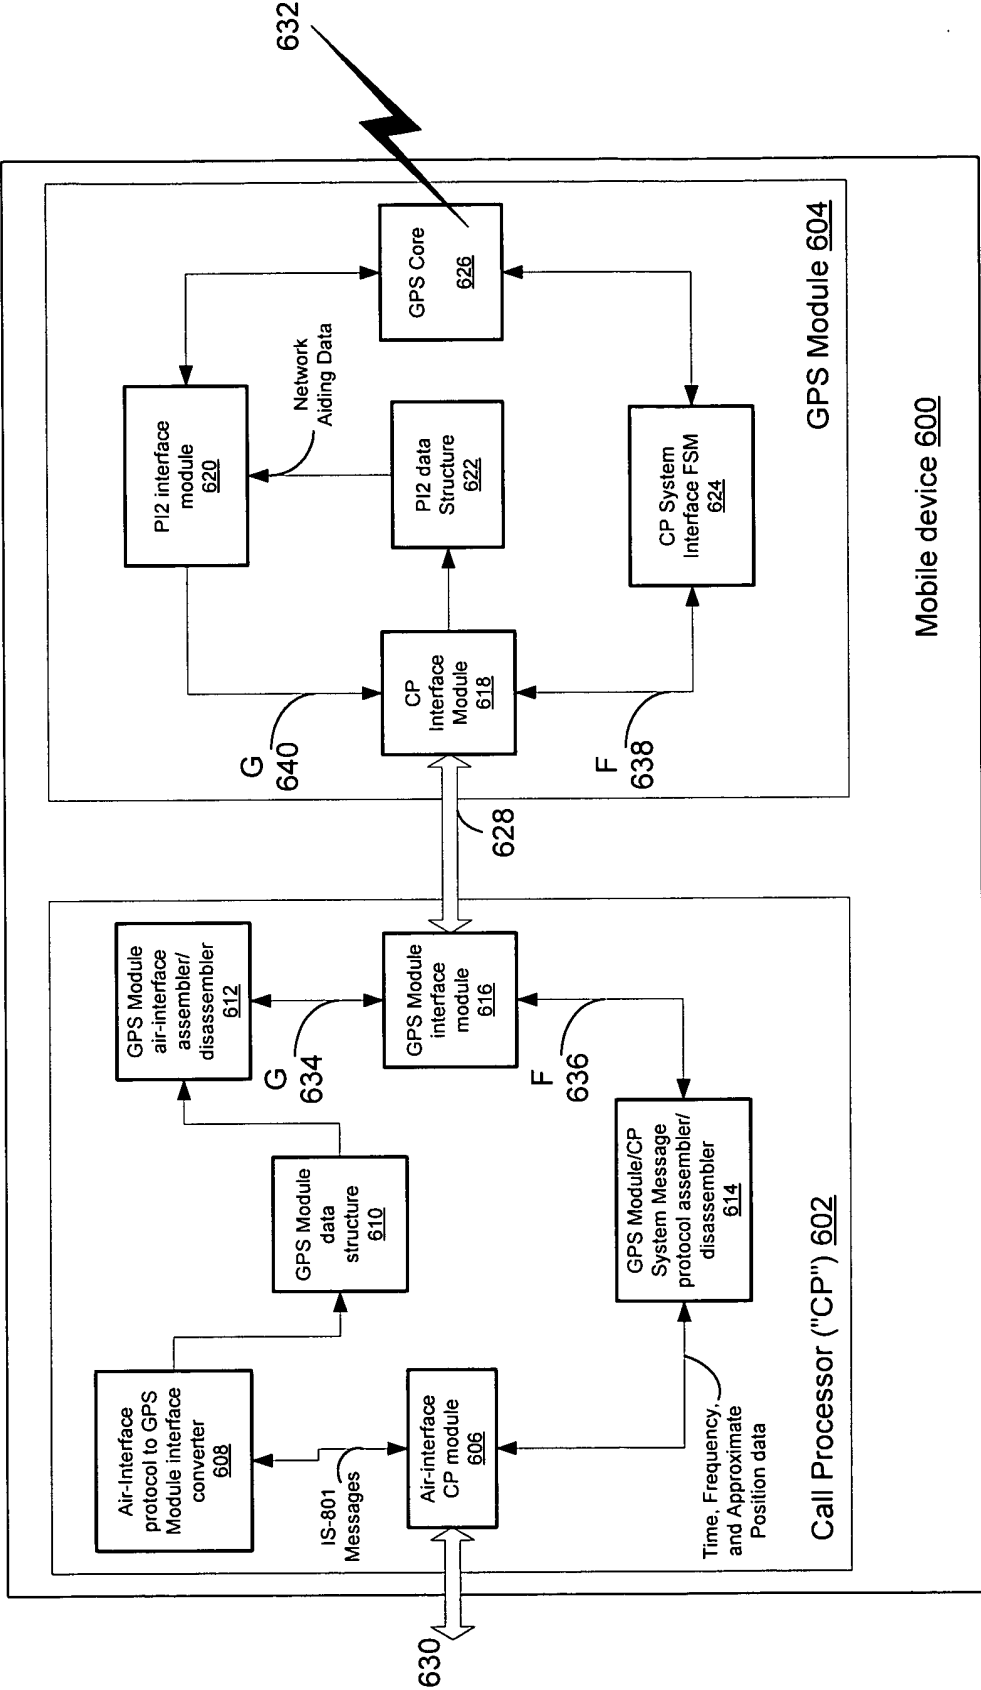 630
Air-Interface
protocol to GPS
Module interface
converter
608
IS-801
Messages
Air-interface
CP module
606
Time, Frequency,
and Approximate
Position data
GPS Module
data
structure
610
GPS Module
air-interface
assembler/
disassembler
612
G
634
GPS Module
interface
module
616
F
636
GPS Module/CP
System Message
protocol assembler/
disassembler
614
Call Processor ("CP") 602
628
G
640
CP
Interface
Module
618
F
638
PI2 interface
module
620
Network
Aiding Data
PI2 data
Structure
622
CP System
Interface FSM
624
GPS Core
626
632
GPS Module 604
Mobile device 600